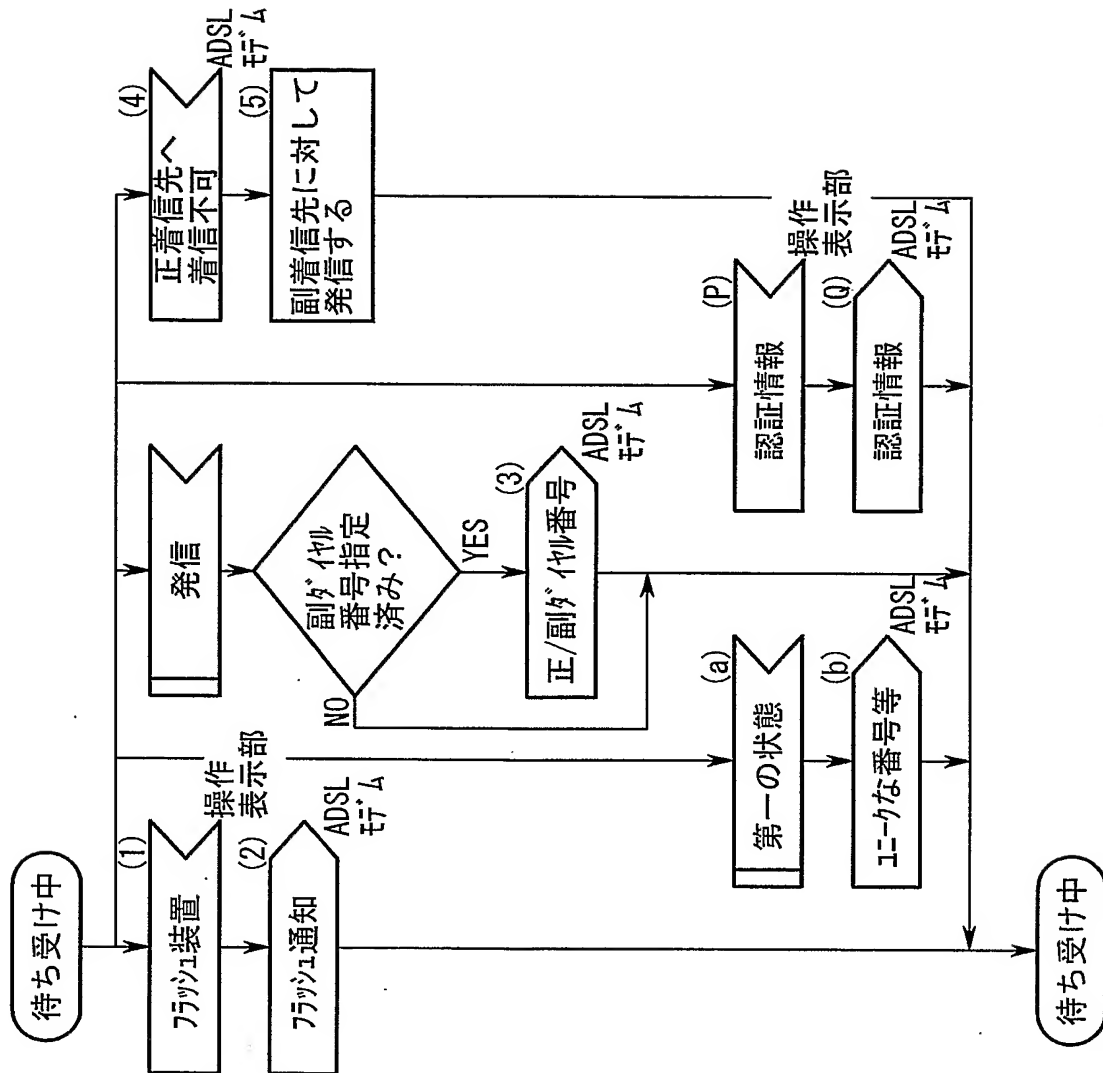 待ち受け中
(1)
フラッシュ装置
操作
表示部
(2)
フラッシュ通知
ADSL
モデム
発信
副ダイヤル
番号指定
済み?
NO
YES
(3)
正/副ダイヤル番号
ADSL
モデム
(4)
正着信先へ
着信不可
ADSL
モデム
(5)
副着信先に対して
発信する
(a)
第一の状態
(b)
ユニークな番号等
ADSL
モデム
(P)
認証情報
操作
表示部
(Q)
認証情報
ADSL
モデム
待ち受け中